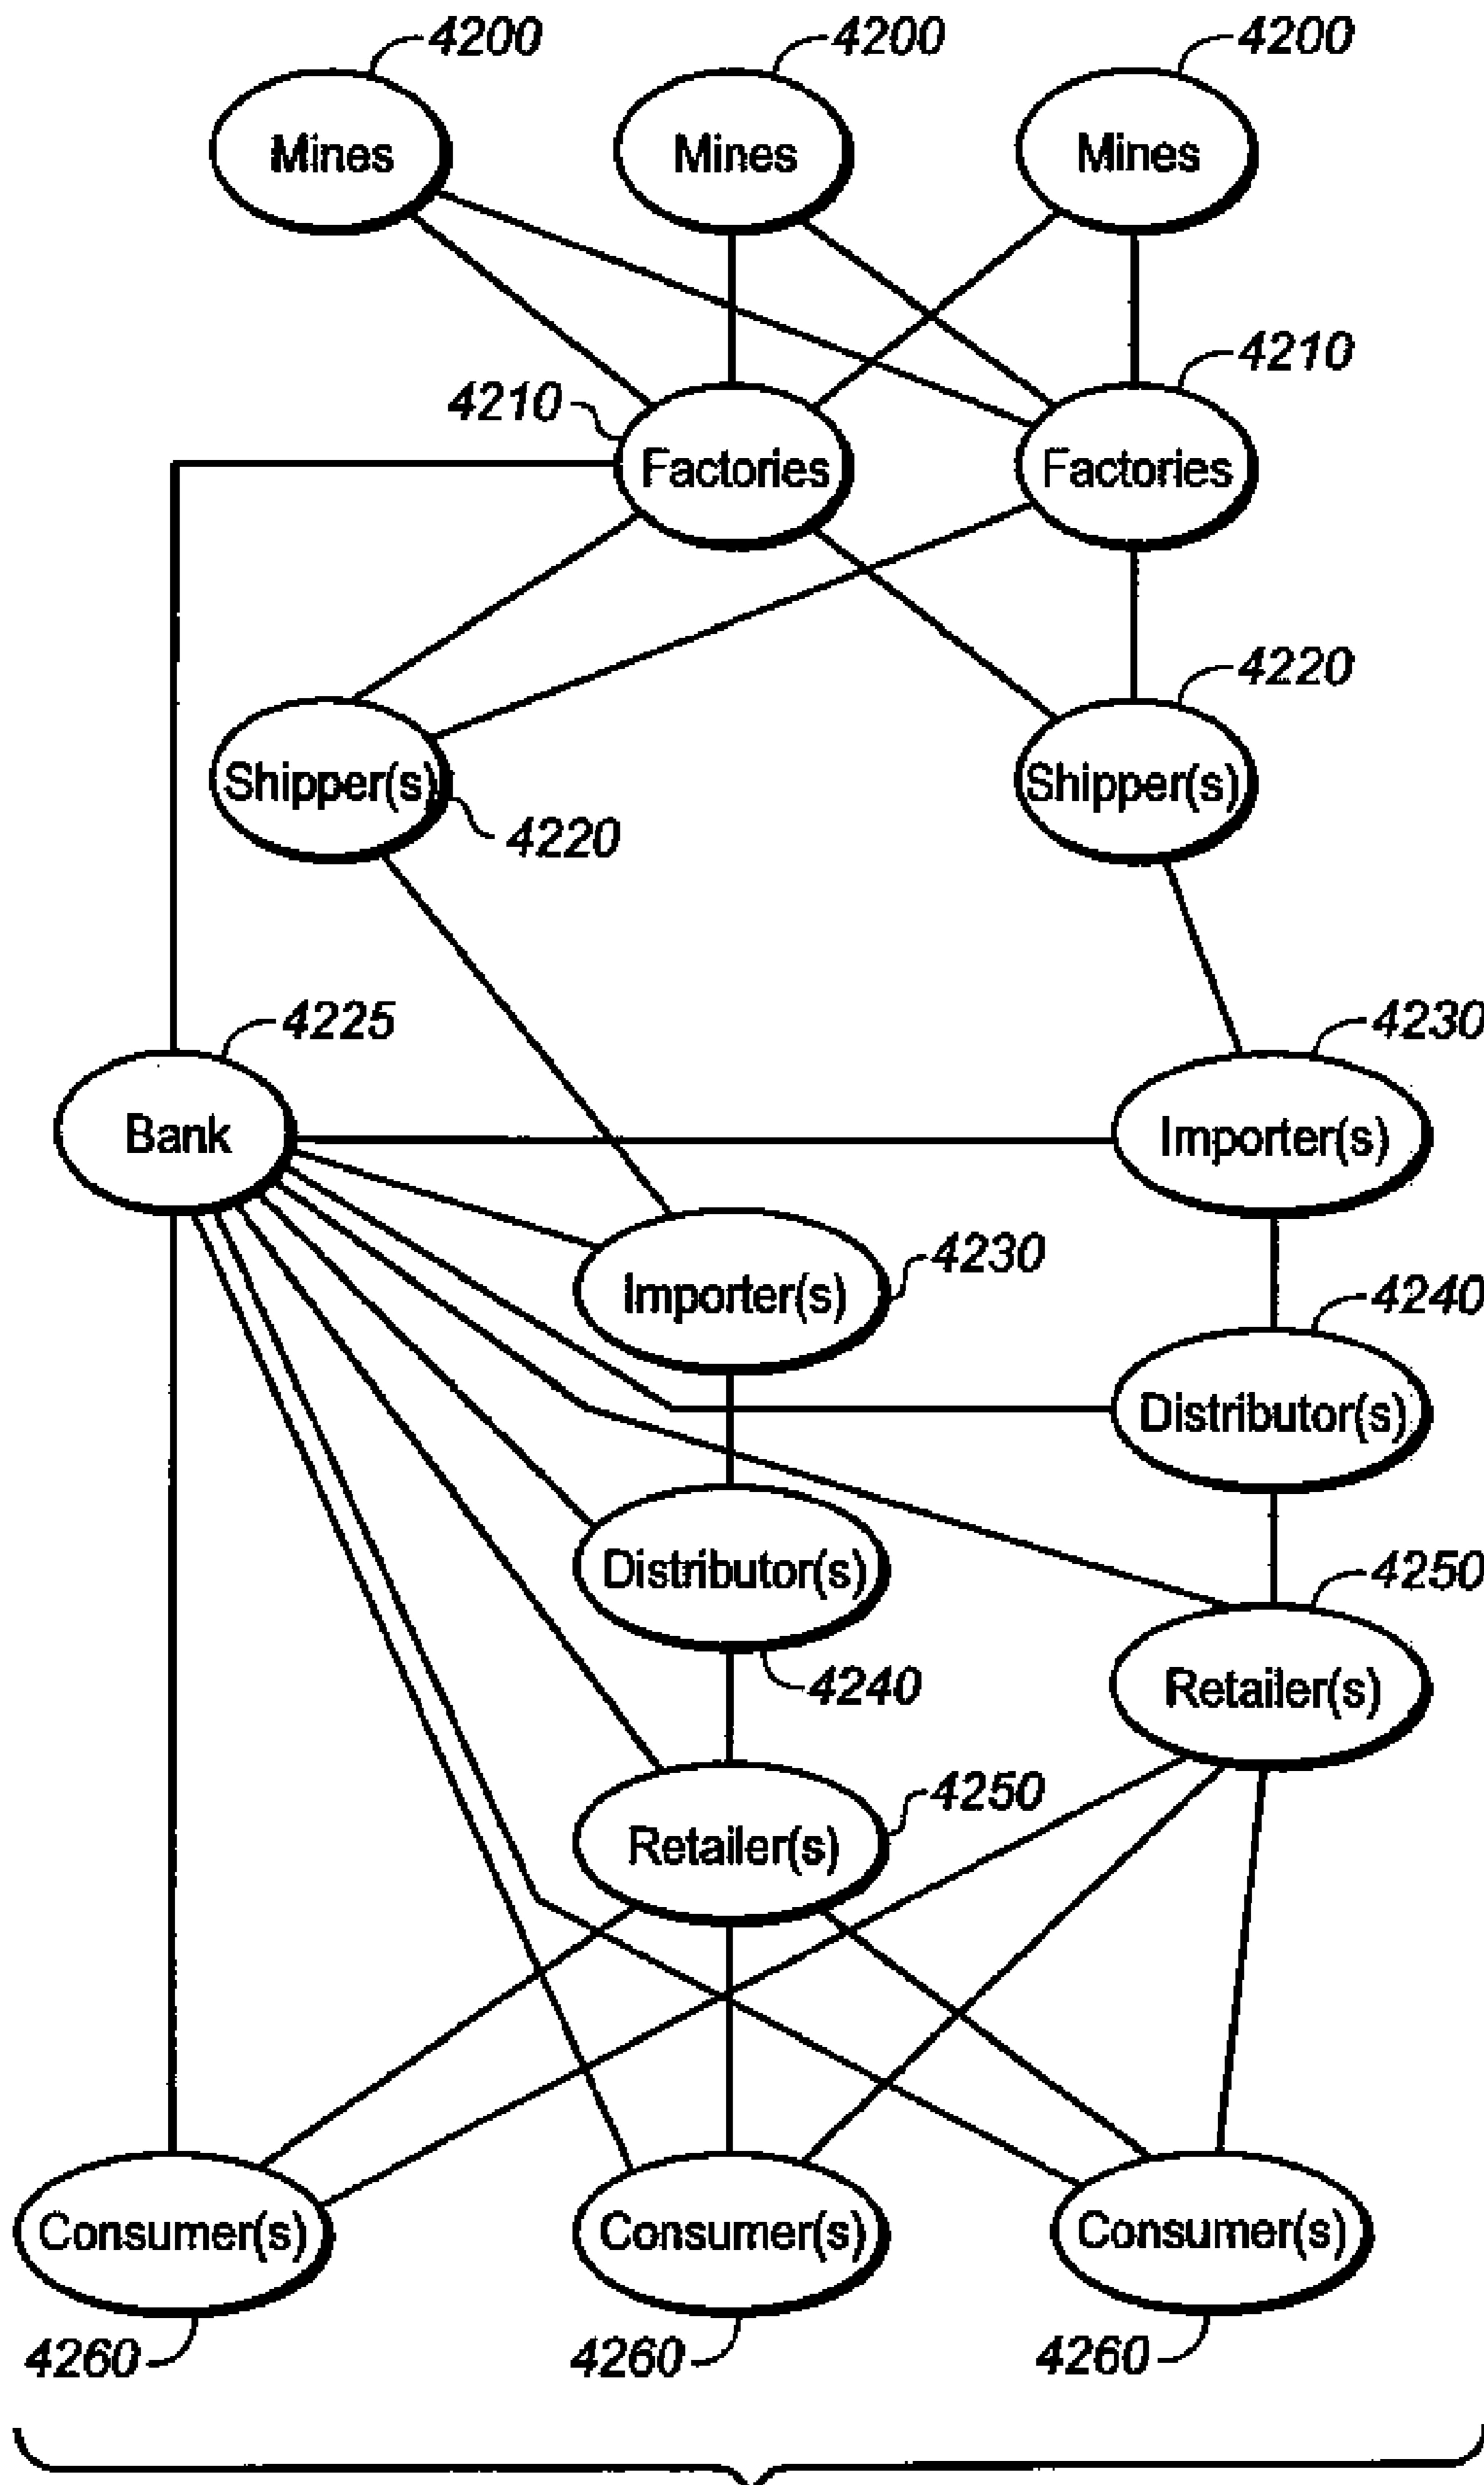 4200 4200 4200
Mines Mines Mines
4210
4210
Factories Factories
4220
Shipper(s) Shipper(s)
4220
4225 4230
Bank Importer(s)
4230
Importer(s)
4240
Distributor(s)
Distributor(s)
4250
4240
Retailer(s)
4250
Retailer(s)
Consumer(s) Consumer(s) Consumer(s)
4260 4260 4260